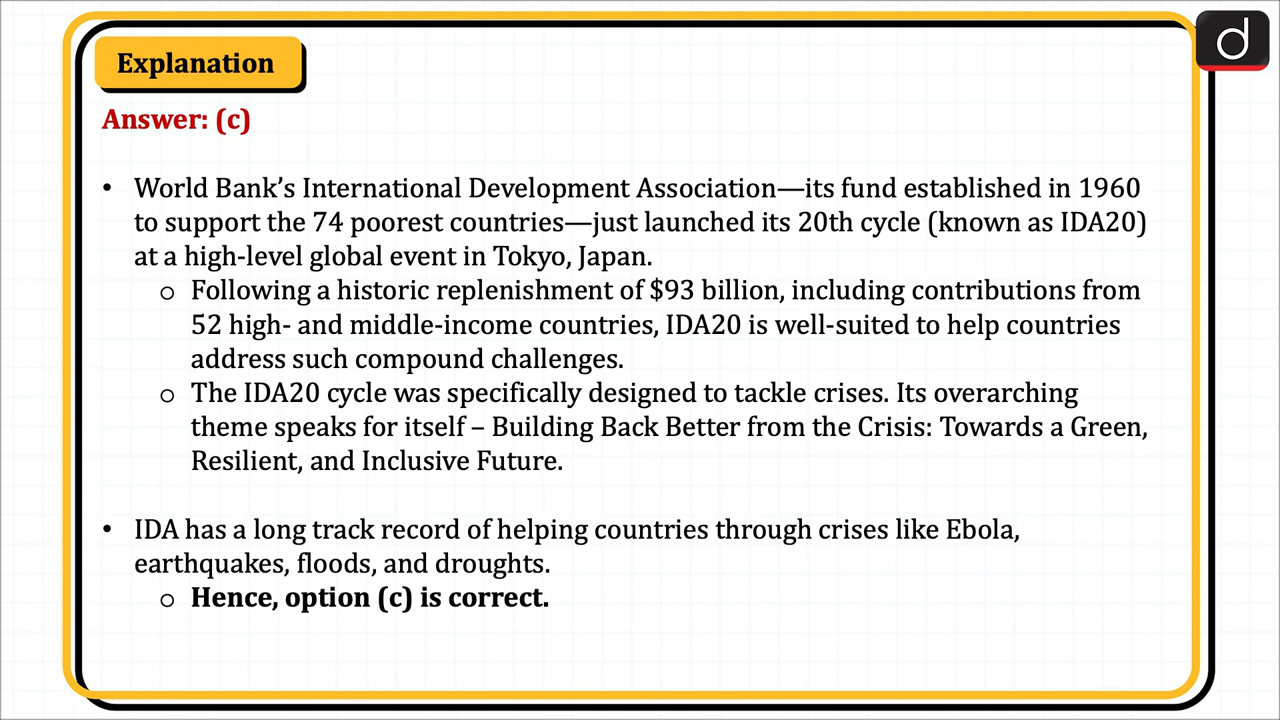 Explanation
d
Answer: (c)
• World Bank’s International Development Association—its fund established in 1960
to support the 74 poorest countries—just launched its 20th cycle (known as IDA20)
at a high-level global event in Tokyo, Japan.
o Following a historic replenishment of $93 billion, including contributions from
52 high- and middle-income countries, IDA20 is well-suited to help countries
address such compound challenges.
o The IDA20 cycle was specifically designed to tackle crises. Its overarching
theme speaks for itself – Building Back Better from the Crisis: Towards a Green,
Resilient, and Inclusive Future.
• IDA has a long track record of helping countries through crises like Ebola,
earthquakes, floods, and droughts.
o Hence, option (c) is correct.